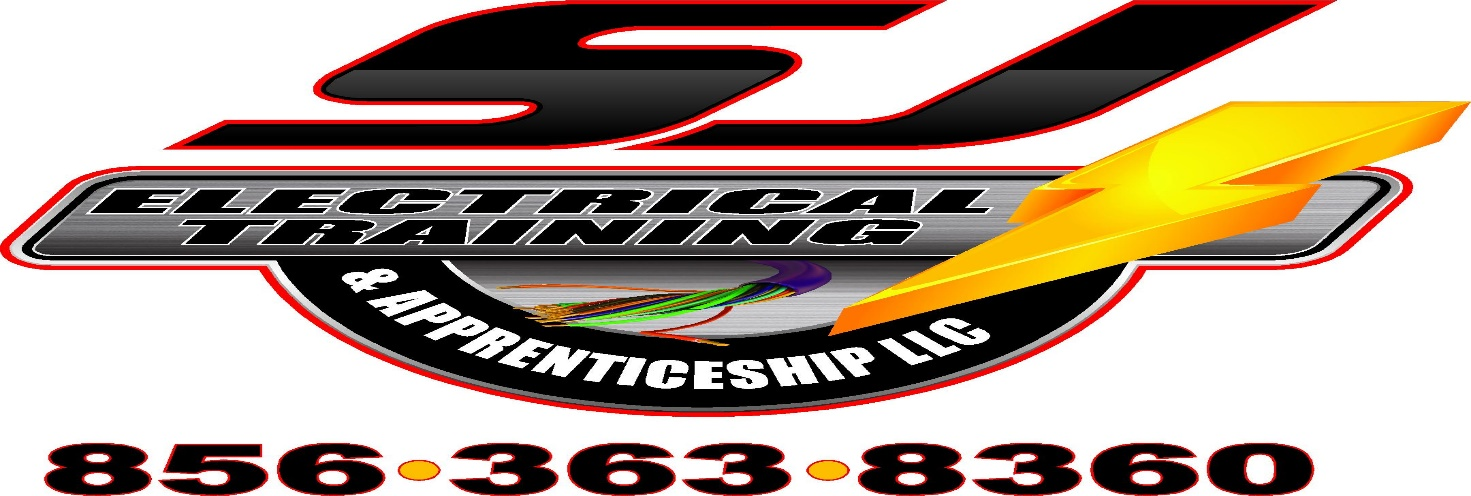 SJ
ELECTRICAL
TRAINING
& APPRENTICESHIP LLC
856•363•8360